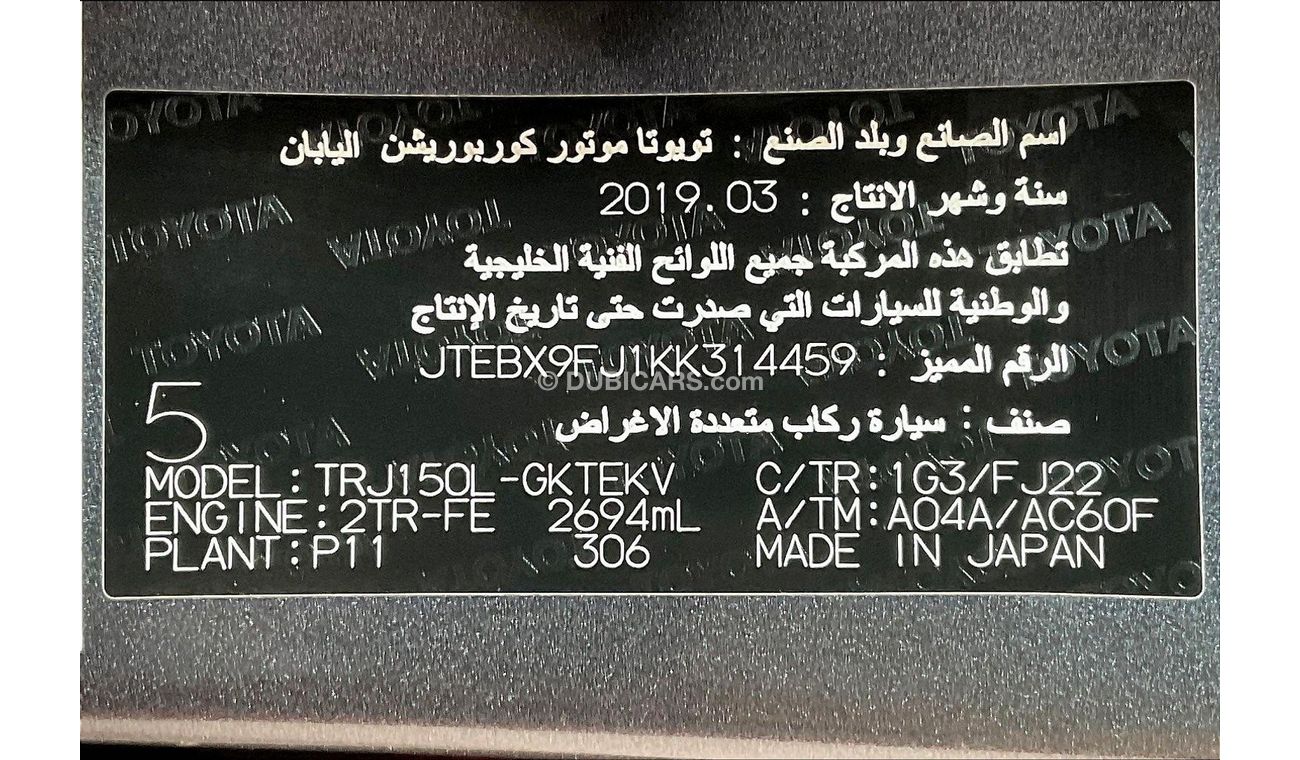 اسم الصانع وبلد الصنع : تويوتا موتور كوربوريشن اليابان
سنة وشهر الانتاج : 2019.03
تطابق هذه المركبة جميع اللوائح الفنية الخليجية
والوطنية للسيارات التي صدرت حتى تاريخ الإنتاج
الرقم المميز : JTEBX9FJ1KK314459
© DUBICARS.com
صنف : سيارة ركاب متعددة الاغراض
5
MODEL:TRJ150L-GKTEKV C/TR:1G3/FJ22
ENGINE:2TR-FE 2694mL A/TM:A04A/AC60F
PLANT:P11 306 MADE IN JAPAN